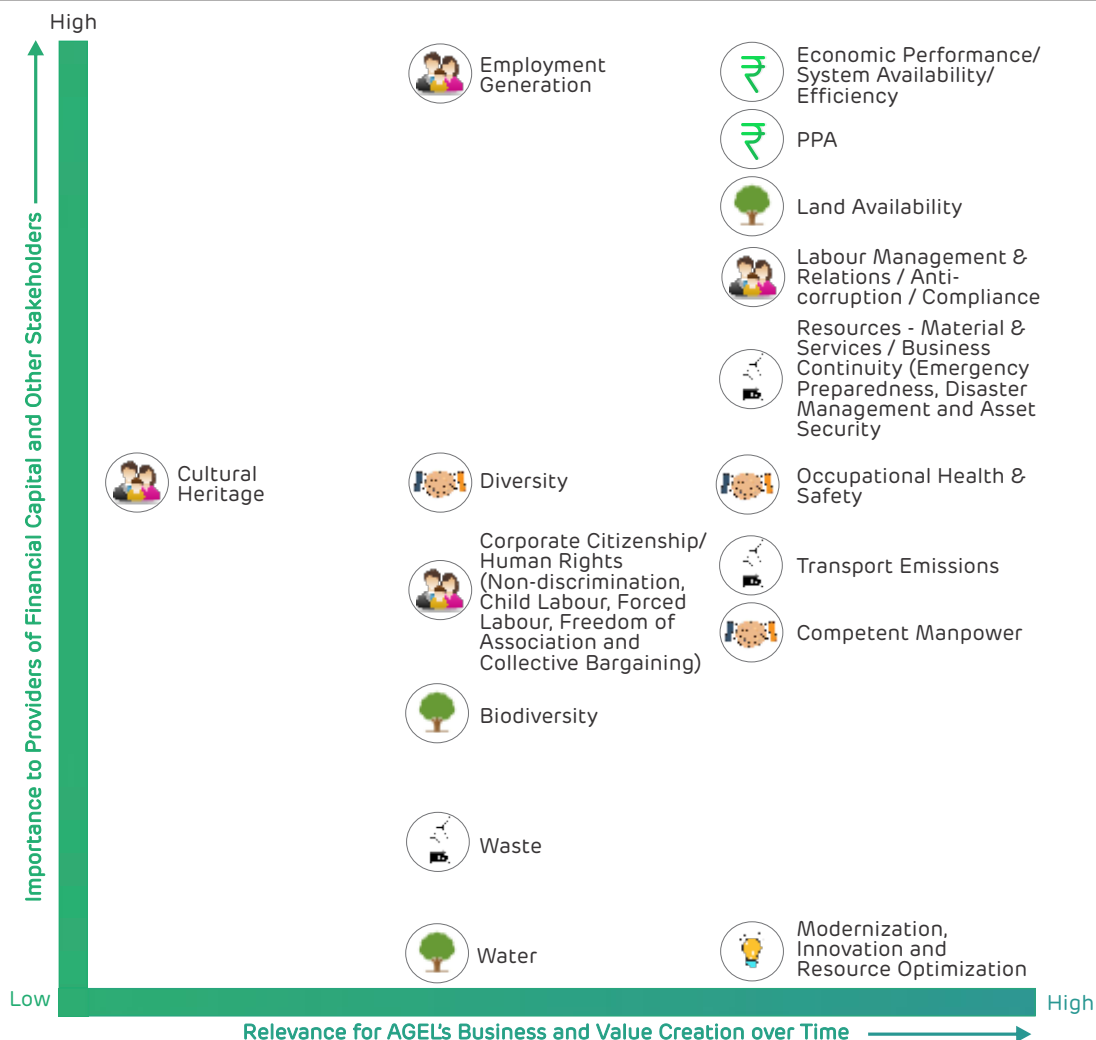 High
Importance to Providers of Financial Capital and Other Stakeholders
Employment
Generation
₹
Economic Performance/
System Availability/
Efficiency
₹
PPA
Land Availability
Labour Management &
Relations / Anti-
corruption / Compliance
Resources - Material &
Services / Business
Continuity (Emergency
Preparedness, Disaster
Management and Asset
Security
Cultural
Heritage
Diversity
Occupational Health &
Safety
Corporate Citizenship/
Human Rights
(Non-discrimination,
Child Labour, Forced
Labour, Freedom of
Association and
Collective Bargaining)
Transport Emissions
Competent Manpower
Biodiversity
Waste
Water
Modernization,
Innovation and
Resource Optimization
Low
High
Relevance for AGEL's Business and Value Creation over Time